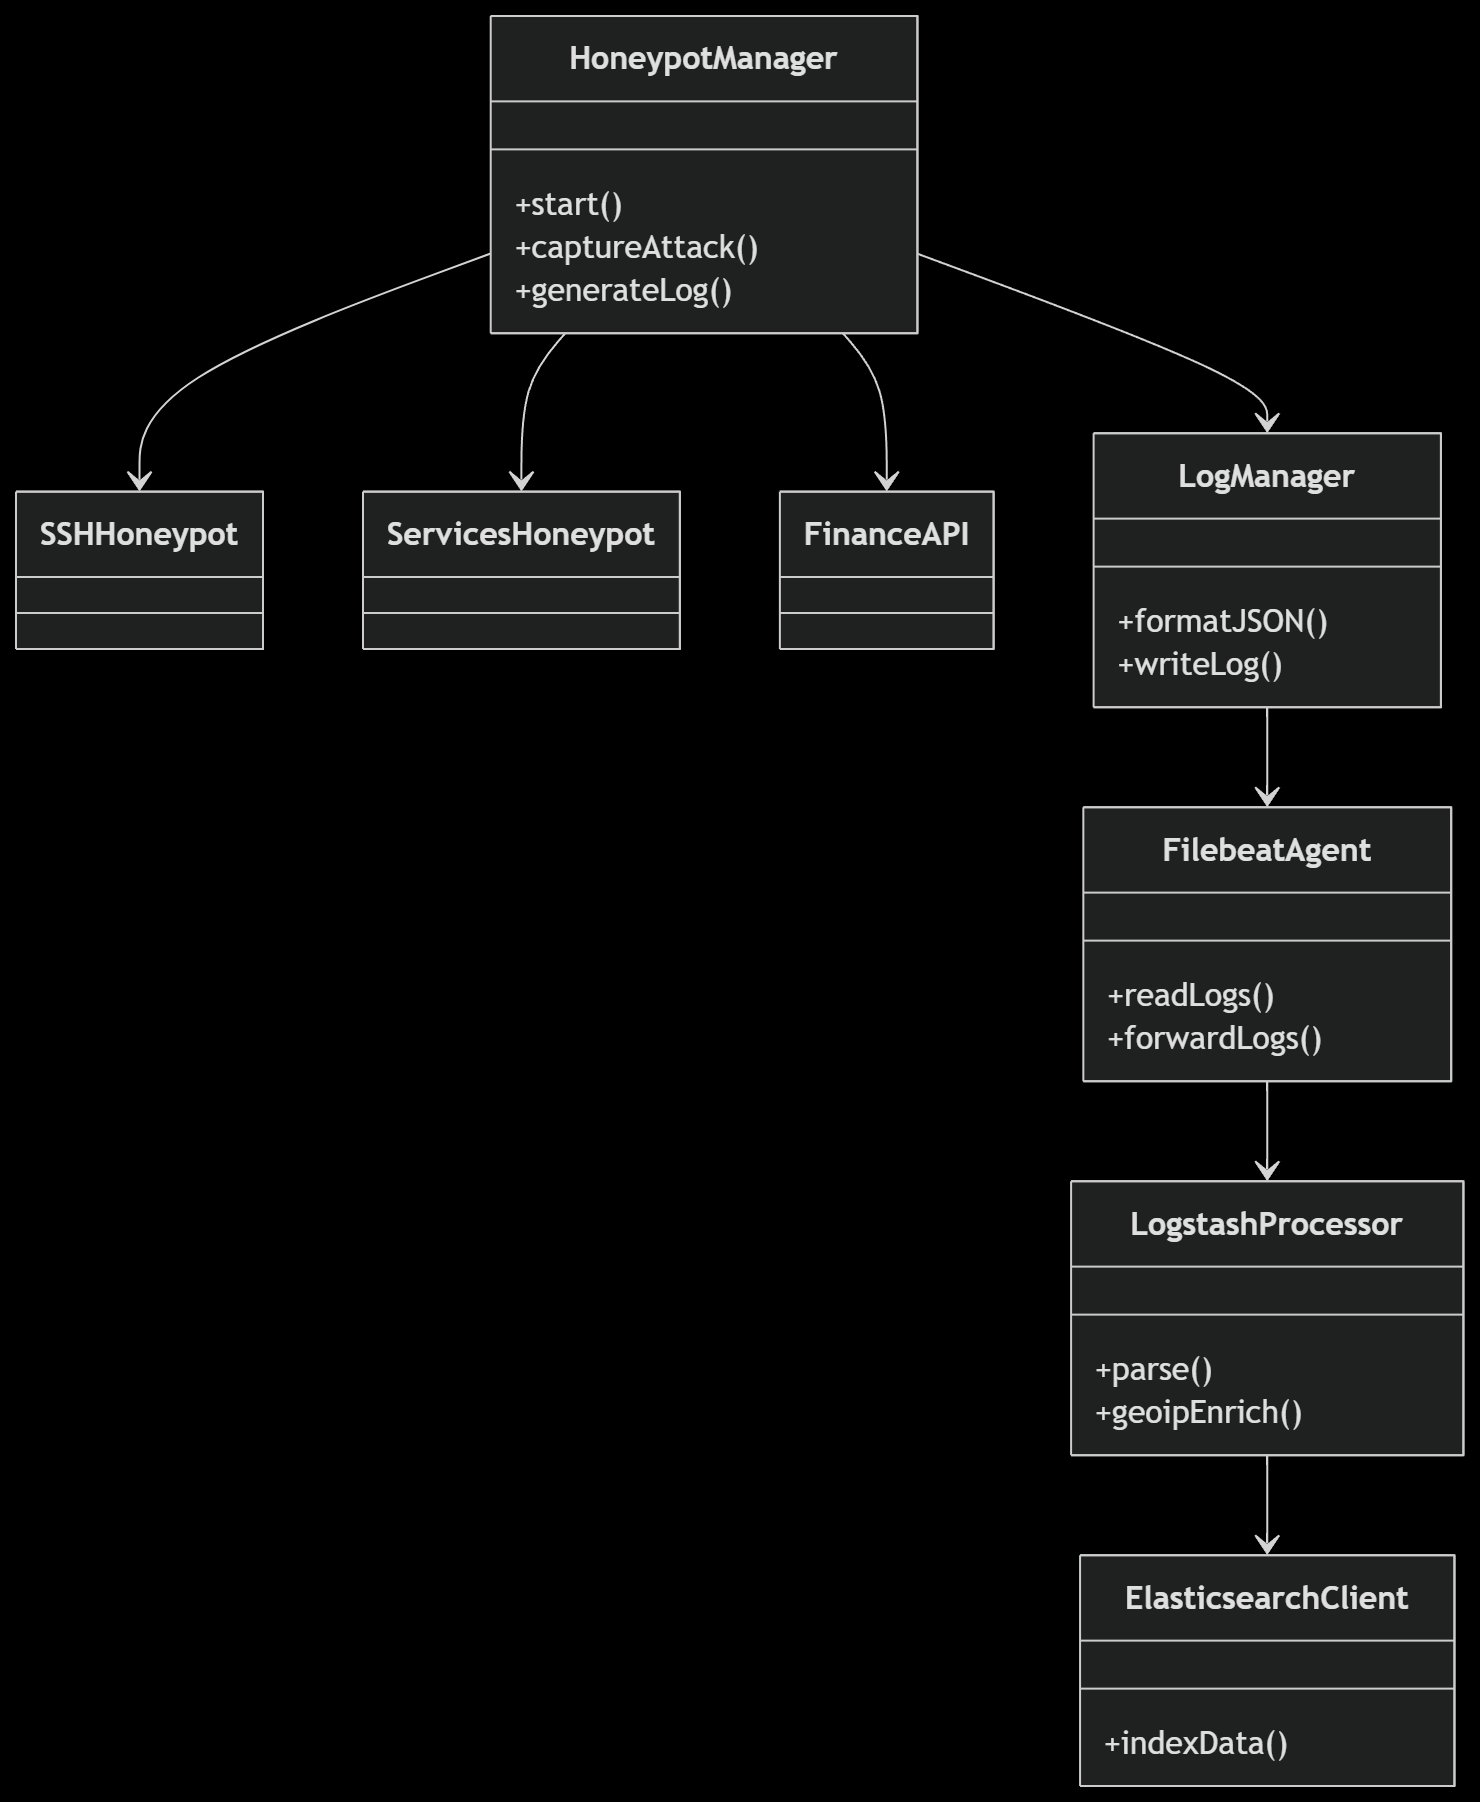 HoneypotManager
+start()
+captureAttack()
+generateLog()
SSHHoneypot
ServicesHoneypot
FinanceAPI
LogManager
+formatJSON()
+writeLog()
FilebeatAgent
+readLogs()
+forwardLogs()
LogstashProcessor
+parse()
+geoipEnrich()
ElasticsearchClient
+indexData()